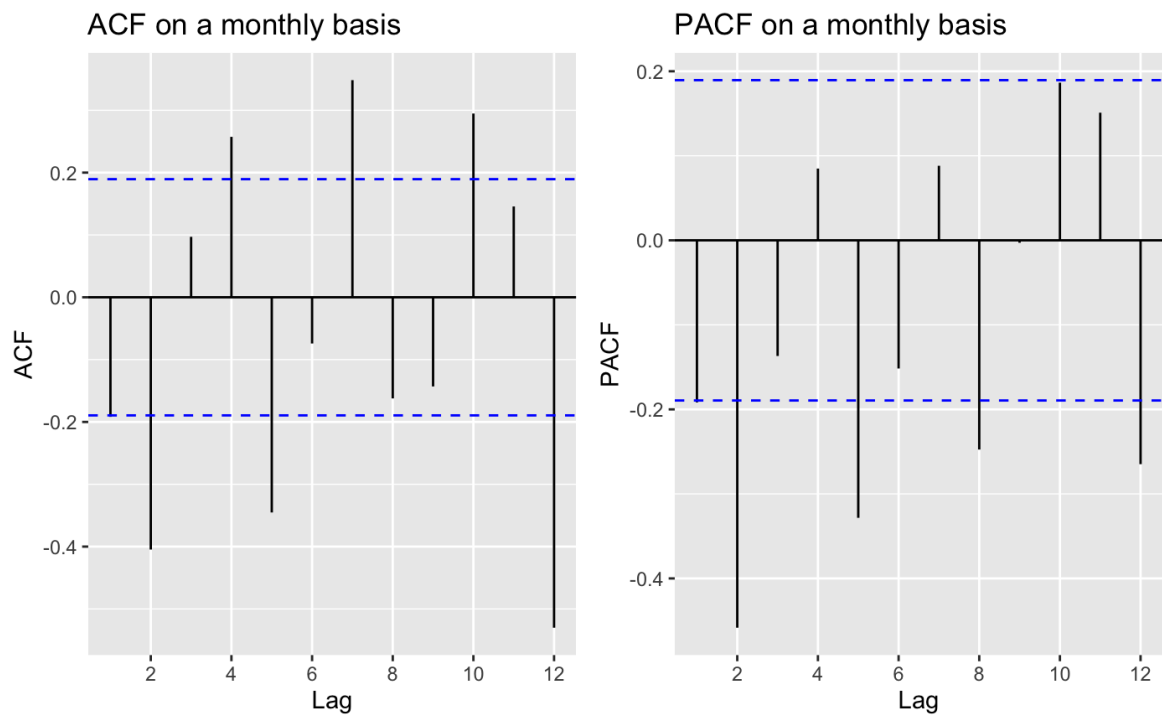 ACF on a monthly basis
0.2
0.0
-0.2
-0.4
ACF
2 4 6 8 10 12
Lag
PACF on a monthly basis
0.2
0.0
-0.2
-0.4
PACF
2 4 6 8 10 12
Lag